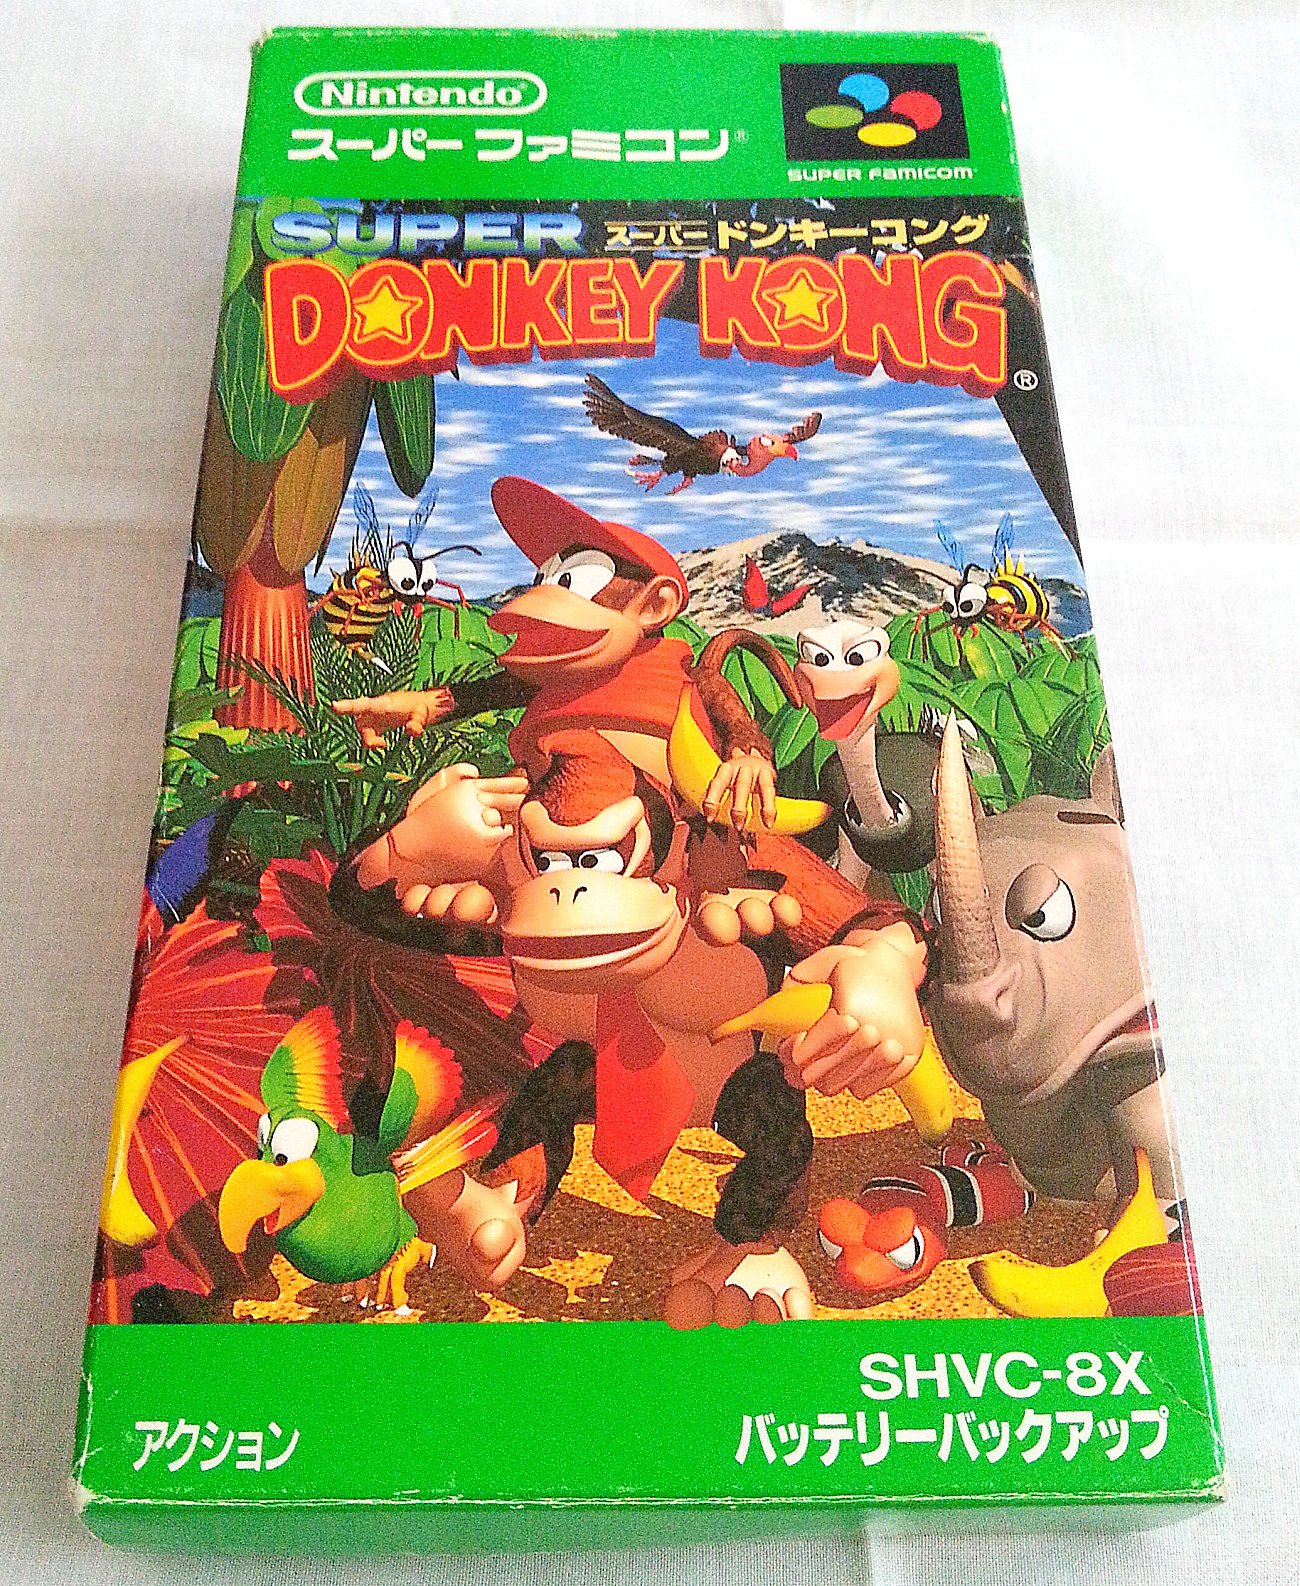 Nintendo®
スーパーファミコン®
SUPER FAMICOM
SUPER スーパードンキーコング
DONKEY KONG®
SHVC-8X
アクション バッテリーバックアップ